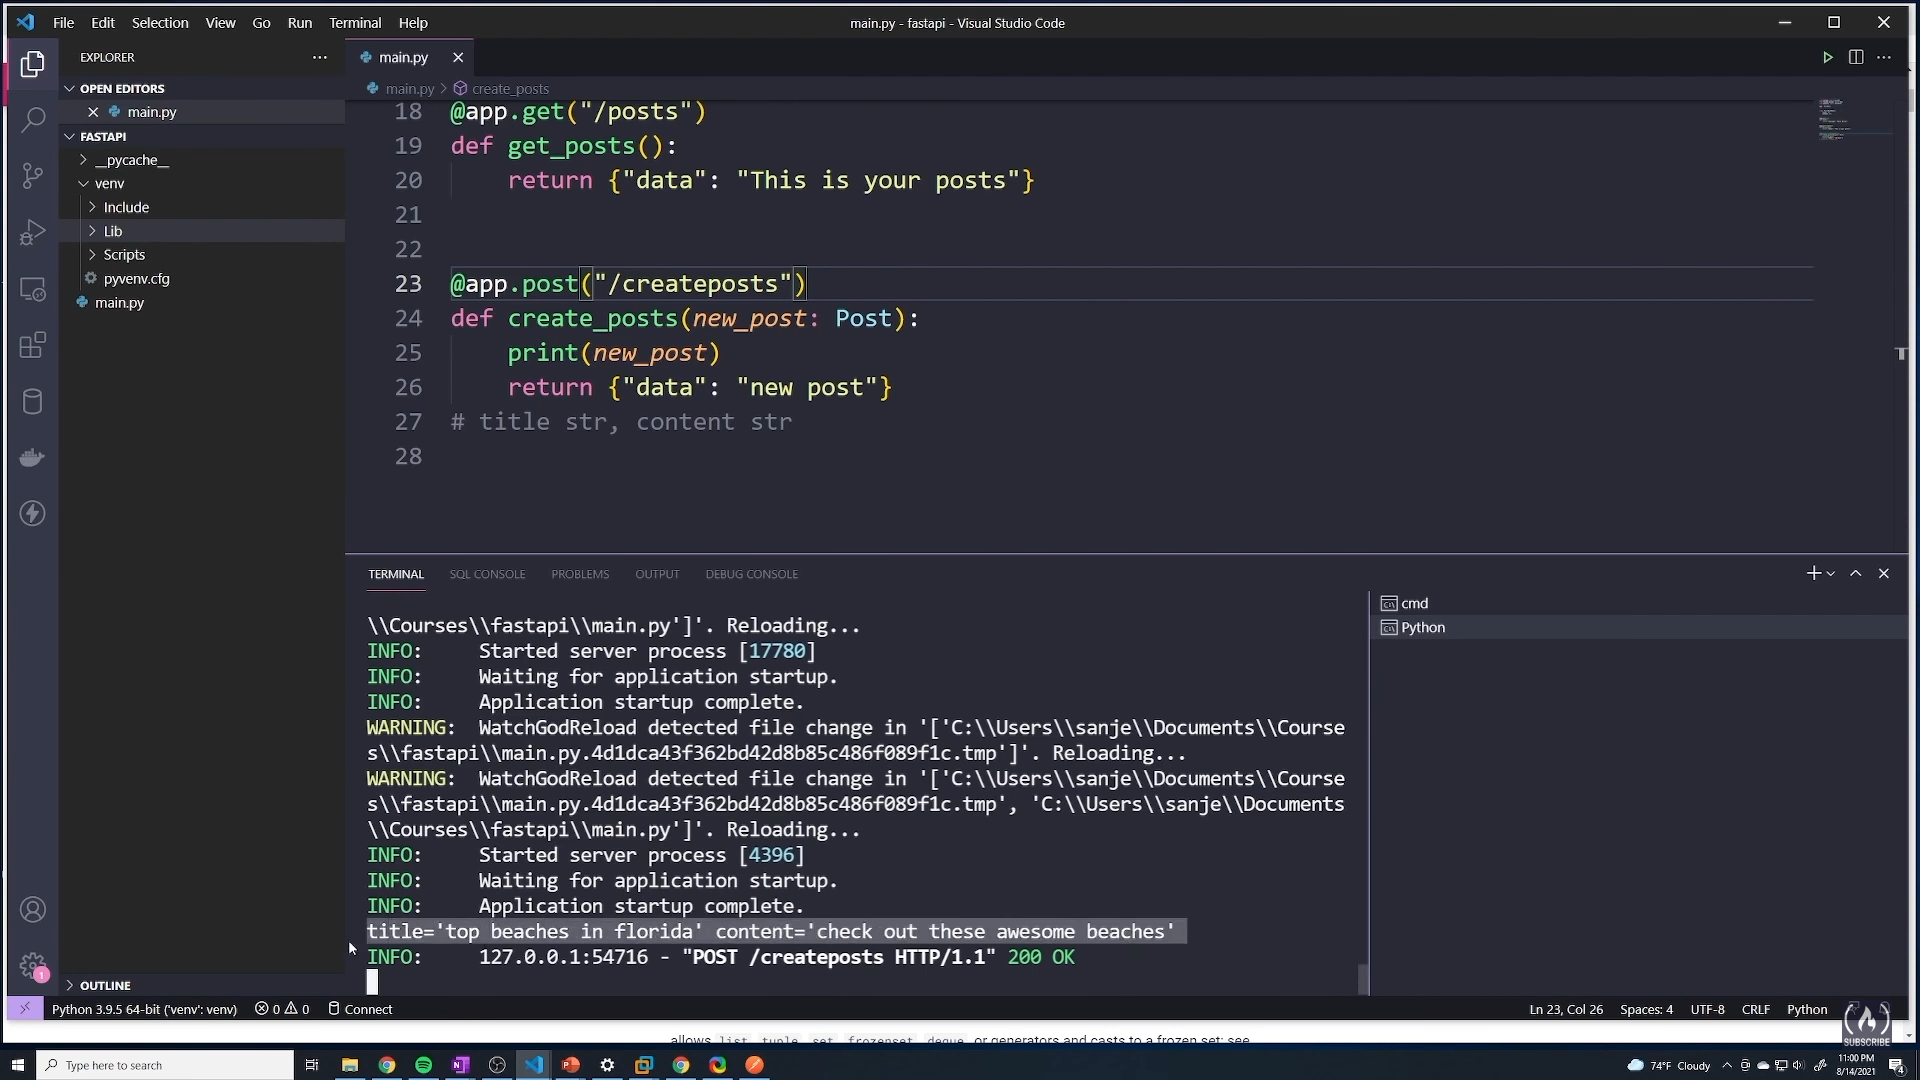 File Edit Selection View Go Run Terminal Help
main.py - fastapi - Visual Studio Code
EXPLORER
main.py
OPEN EDITORS
main.py
main.py > create_posts
FASTAPI
__pycache__
venv
Include
Lib
Scripts
pyvenv.cfg
main.py
18 @app.get("/posts")
19 def get_posts():
20 return {"data": "This is your posts"}
21
22
23 @app.post("/createposts")
24 def create_posts(new_post: Post):
25 print(new_post)
26 return {"data": "new post"}
27 # title str, content str
28
TERMINAL SQL CONSOLE PROBLEMS OUTPUT DEBUG CONSOLE
cmd
Python
\\Courses\\fastapi\\main.py']'. Reloading...
INFO: Started server process [17780]
INFO: Waiting for application startup.
INFO: Application startup complete.
WARNING: WatchGodReload detected file change in '['C:\\Users\\sanje\\Documents\\Course
s\\fastapi\\main.py.4d1dca43f362bd42d8b85c486f089f1c.tmp']'. Reloading...
WARNING: WatchGodReload detected file change in '['C:\\Users\\sanje\\Documents\\Course
s\\fastapi\\main.py.4d1dca43f362bd42d8b85c486f089f1c.tmp', 'C:\\Users\\sanje\\Documents
\\Courses\\fastapi\\main.py']'. Reloading...
INFO: Started server process [4396]
INFO: Waiting for application startup.
INFO: Application startup complete.
title='top beaches in florida' content='check out these awesome beaches'
INFO: 127.0.0.1:54716 - "POST /createposts HTTP/1.1" 200 OK
OUTLINE
1
Python 3.9.5 64-bit ('venv': venv) 0 0 Connect
Ln 23, Col 26 Spaces: 4 UTF-8 CRLF Python
SUBSCRIBE
allows list, tuple, set, frozenset, deque, or generators and casts to a frozen set; see
Type here to search
74°F Cloudy
11:00 PM
8/14/2021
4